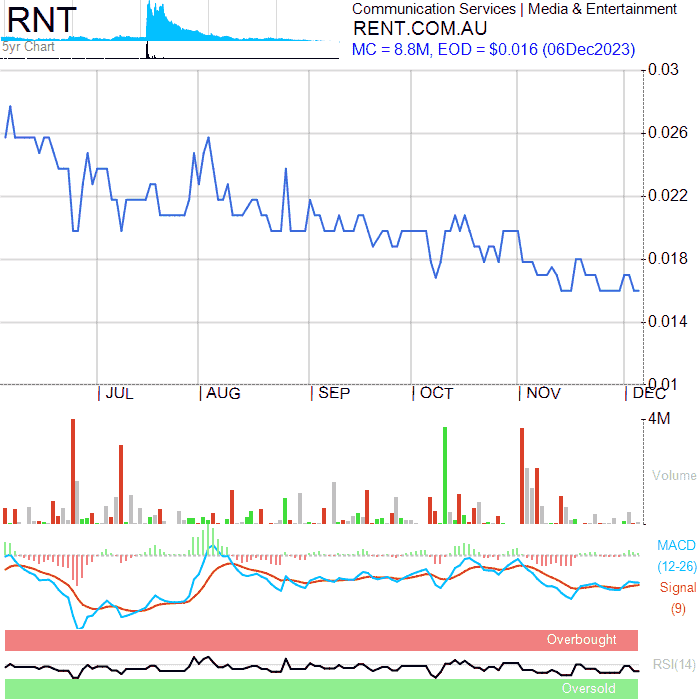 RNT
5yr Chart
Communication Services | Media & Entertainment
RENT.COM.AU
MC = 8.8M, EOD = $0.016 (06Dec2023)
0.03
0.026
0.022
0.018
0.014
0.01
JUL AUG SEP OCT NOV DEC
4M
Volume
MACD
(12-26)
Signal
(9)
Overbought
RSI(14)
Oversold